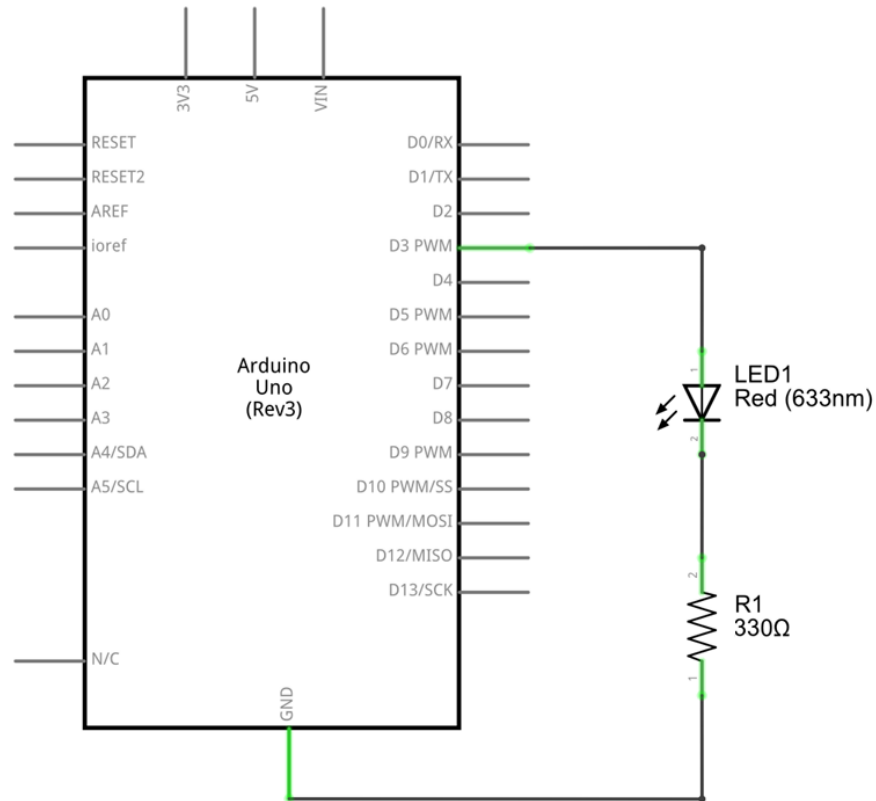 3V3
5V
VIN
RESET
RESET2
AREF
ioref
A0
A1
A2
A3
A4/SDA
A5/SCL
N/C
Arduino
Uno
(Rev3)
D0/RX
D1/TX
D2
D3 PWM
D4
D5 PWM
D6 PWM
D7
D8
D9 PWM
D10 PWM/SS
D11 PWM/MOSI
D12/MISO
D13/SCK
GND
1
LED1
Red (633nm)
2
2
R1
330Ω
1